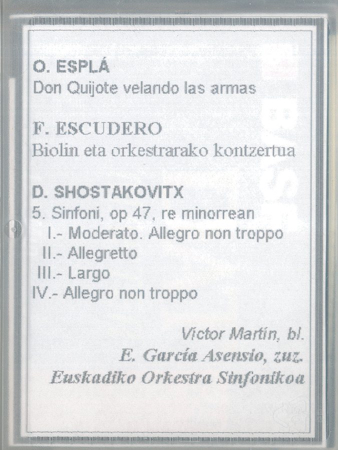 O. ESPLÁ
Don Quijote velando las armas
F. ESCUDERO
Biolin eta orkestrarako kontzertua
D. SHOSTAKOVITX
5. Sinfoni, op 47, re minorrean
I.- Moderato. Allegro non troppo
II.- Allegretto
III.- Largo
IV.- Allegro non troppo
Victor Martín, bl.
E. García Asensio, zuz.
Euskadiko Orkestra Sinfonikoa